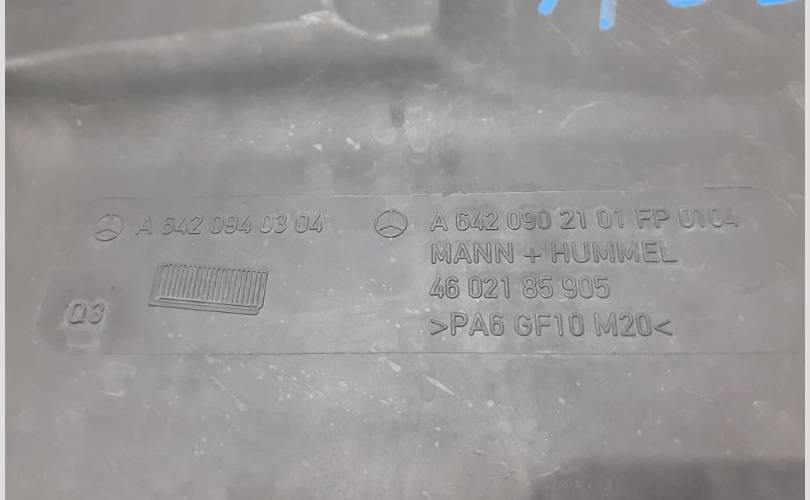 A 642 094 03 04
Q3
A 642 090 21 01 FP 0104
MANN + HUMMEL
46 021 85 905
>PA6 GF10 M20<